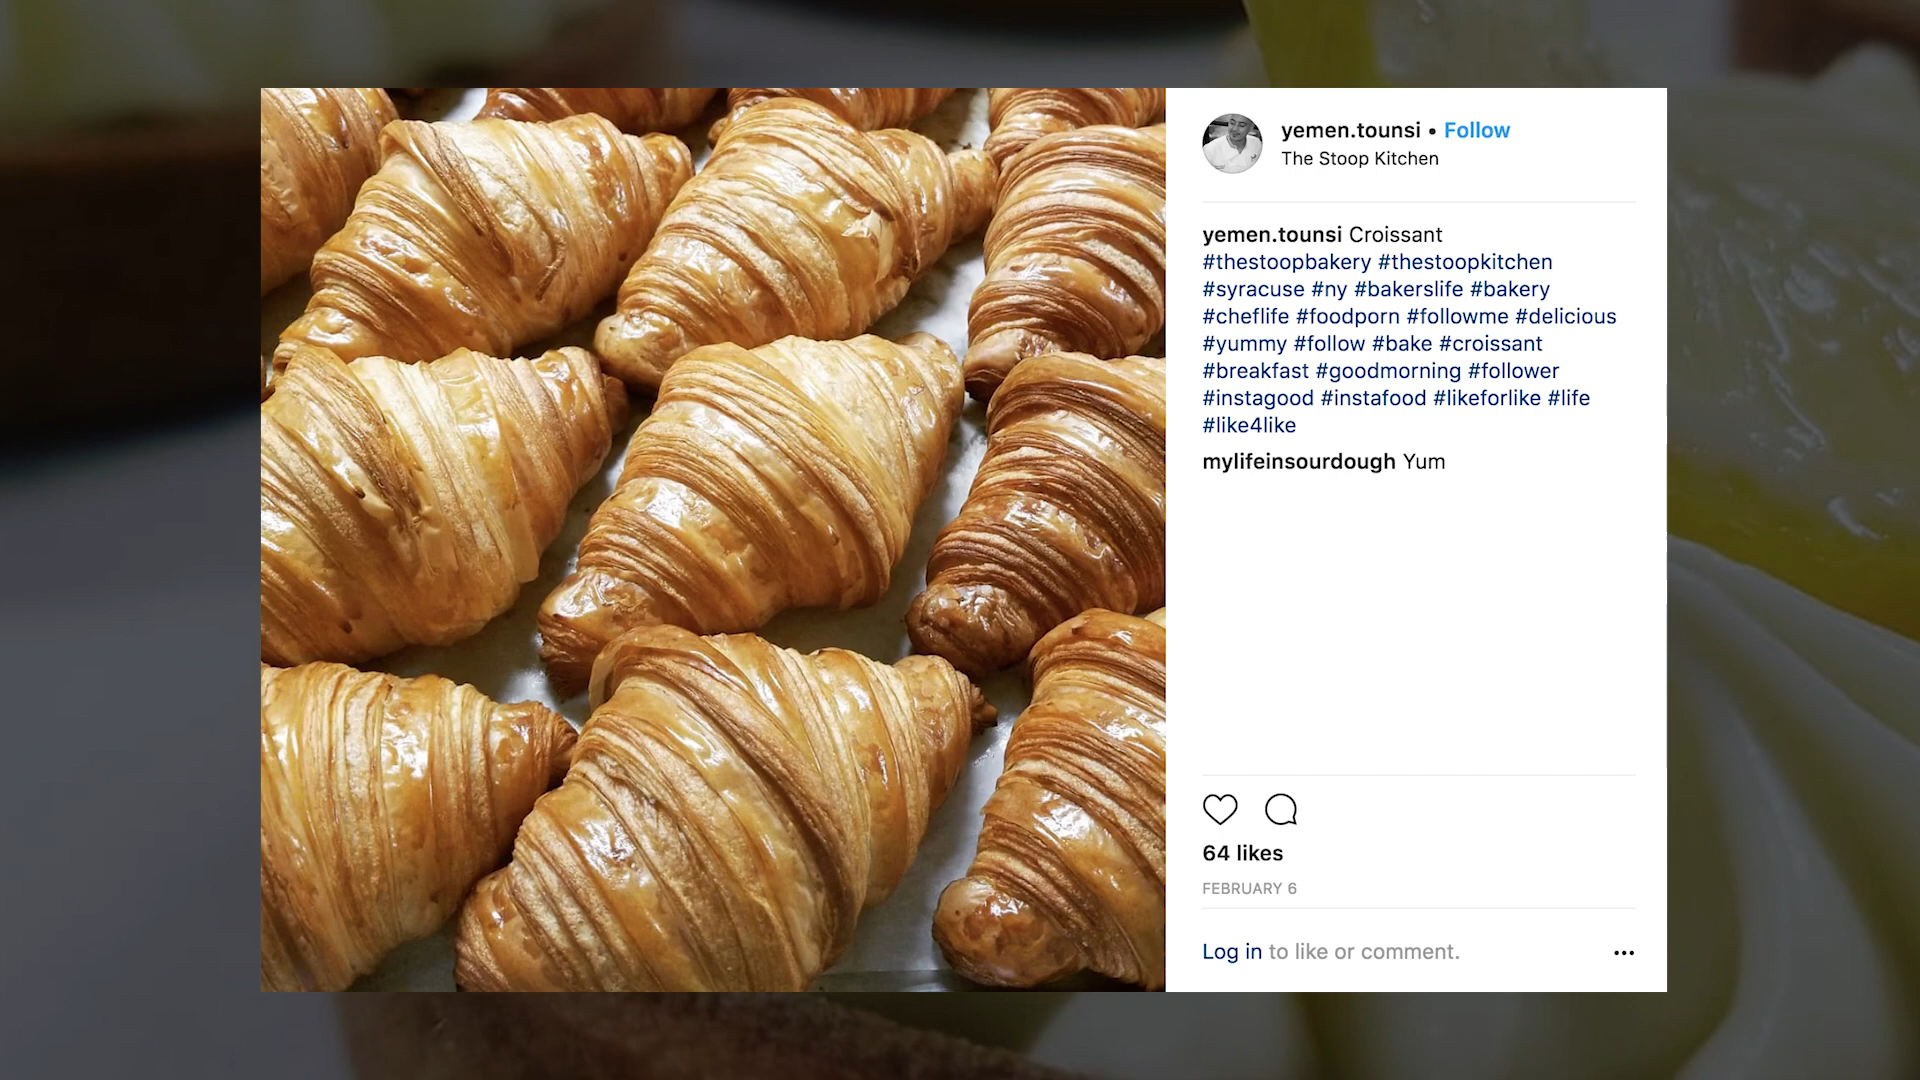 yemen.tounsi • Follow
The Stoop Kitchen
yemen.tounsi Croissant
#thestoopbakery #thestoopkitchen
#syracuse #ny #bakerslife #bakery
#cheflife #foodporn #followme #delicious
#yummy #follow #bake #croissant
#breakfast #goodmorning #follower
#instagood #instafood #likeforlike #life
#like4like
mylifeinsourdough Yum
64 likes
FEBRUARY 6
Log in to like or comment.